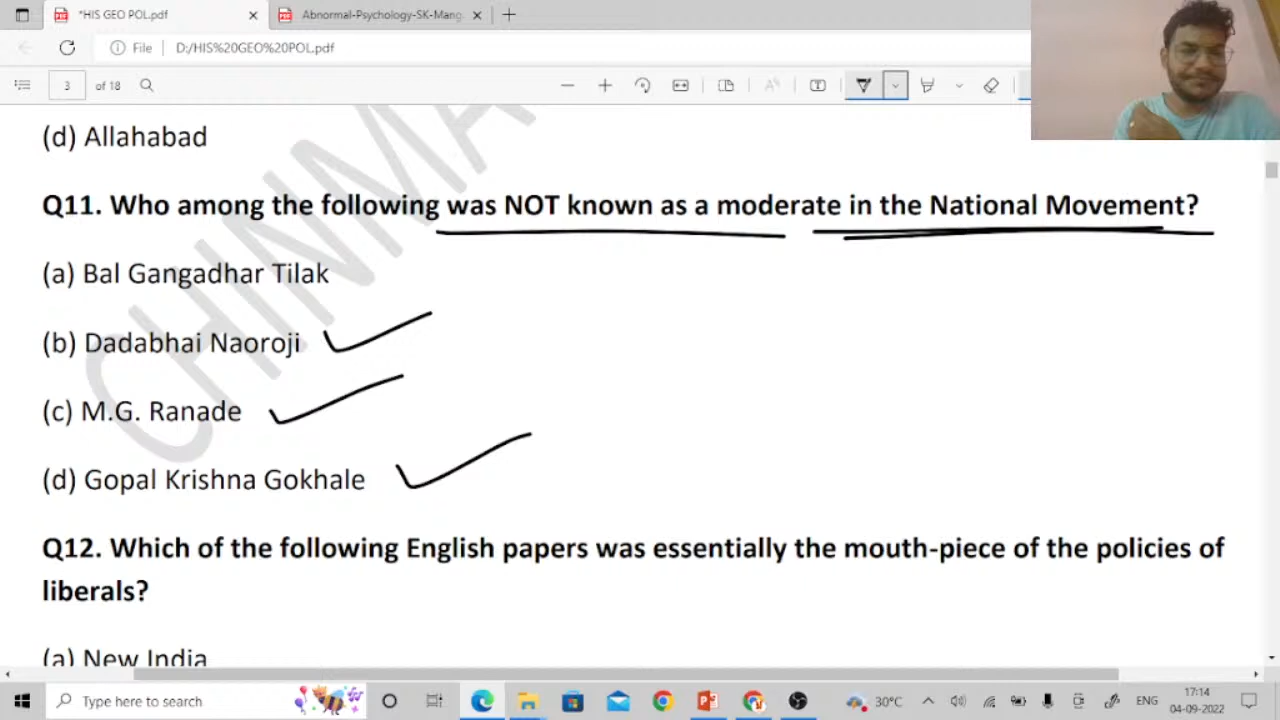 *HIS GEO POL.pdf
Abnormal-Psychology-SK-Mang
File D:/HIS%20GEO%20POL.pdf
3 of 18
(d) Allahabad
Q11. Who among the following was NOT known as a moderate in the National Movement?
(a) Bal Gangadhar Tilak
(b) Dadabhai Naoroji
(c) M.G. Ranade
(d) Gopal Krishna Gokhale
Q12. Which of the following English papers was essentially the mouth-piece of the policies of
liberals?
(a) New India
CHINMA
Type here to search
30°C
ENG
17:14
04-09-2022